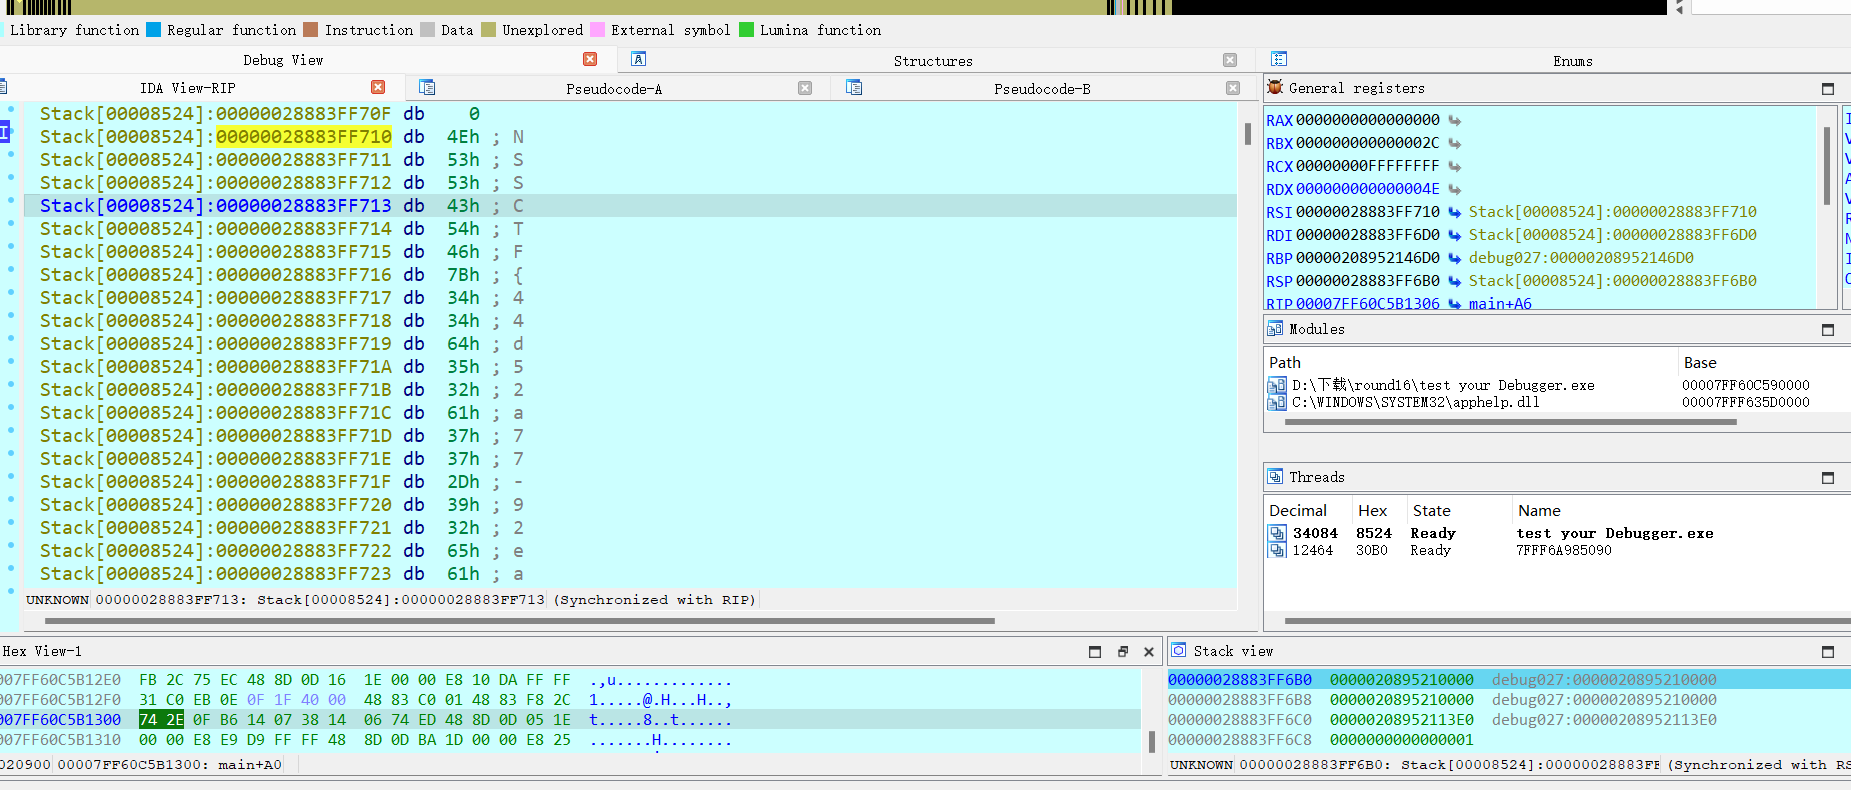 Library function Regular function Instruction Data Unexplored External symbol Lumina function
Debug View
Structures
Enums
IDA View-RIP
Pseudocode-A
Pseudocode-B
Stack[00008524]:00000028883FF70F db 0
Stack[00008524]:00000028883FF710 db 4Eh ; N
Stack[00008524]:00000028883FF711 db 53h ; S
Stack[00008524]:00000028883FF712 db 53h ; S
Stack[00008524]:00000028883FF713 db 43h ; C
Stack[00008524]:00000028883FF714 db 54h ; T
Stack[00008524]:00000028883FF715 db 46h ; F
Stack[00008524]:00000028883FF716 db 7Bh ; {
Stack[00008524]:00000028883FF717 db 34h ; 4
Stack[00008524]:00000028883FF718 db 34h ; 4
Stack[00008524]:00000028883FF719 db 64h ; d
Stack[00008524]:00000028883FF71A db 35h ; 5
Stack[00008524]:00000028883FF71B db 32h ; 2
Stack[00008524]:00000028883FF71C db 61h ; a
Stack[00008524]:00000028883FF71D db 37h ; 7
Stack[00008524]:00000028883FF71E db 37h ; 7
Stack[00008524]:00000028883FF71F db 2Dh ; -
Stack[00008524]:00000028883FF720 db 39h ; 9
Stack[00008524]:00000028883FF721 db 32h ; 2
Stack[00008524]:00000028883FF722 db 65h ; e
Stack[00008524]:00000028883FF723 db 61h ; a
UNKNOWN 00000028883FF713: Stack[00008524]:00000028883FF713 (Synchronized with RIP)
General registers
RAX 0000000000000000
RBX 000000000000002C
RCX 00000000FFFFFFFF
RDX 000000000000004E
RSI 00000028883FF710 Stack[00008524]:00000028883FF710
RDI 00000028883FF6D0 Stack[00008524]:00000028883FF6D0
RBP 00000208952146D0 debug027:00000208952146D0
RSP 00000028883FF6B0 Stack[00008524]:00000028883FF6B0
RIP 00007FF60C5B1306 main+A6
Modules
Path Base
D:\下载\round16\test your Debugger.exe 00007FF60C590000
C:\WINDOWS\SYSTEM32\apphelp.dll 00007FFF635D0000
Threads
Decimal Hex State Name
34084 8524 Ready test your Debugger.exe
12464 30B0 Ready 7FFF6A985090
Hex View-1
007FF60C5B12E0 FB 2C 75 EC 48 8D 0D 16 1E 00 00 E8 10 DA FF FF .,u.............
007FF60C5B12F0 31 C0 EB 0E 0F 1F 40 00 48 83 C0 01 48 83 F8 2C 1.....@.H...H..,
007FF60C5B1300 74 2E 0F B6 14 07 38 14 06 74 ED 48 8D 0D 05 1E t.....8..t......
007FF60C5B1310 00 00 E8 E9 D9 FF FF 48 8D 0D BA 1D 00 00 E8 25 .......H........
020900 00007FF60C5B1300: main+A0
Stack view
00000028883FF6B0 0000020895210000 debug027:0000020895210000
00000028883FF6B8 0000020895210000 debug027:0000020895210000
00000028883FF6C0 00000208952113E0 debug027:00000208952113E0
00000028883FF6C8 0000000000000001
UNKNOWN 00000028883FF6B0: Stack[00008524]:00000028883FF (Synchronized with RS